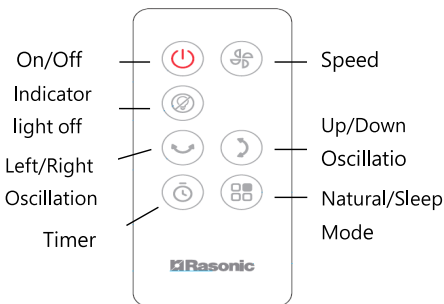 On/Off
Speed
Indicator
light off
Up/Down
Oscillatio
Left/Right
Oscillation
Natural/Sleep
Mode
Timer
Rasonic